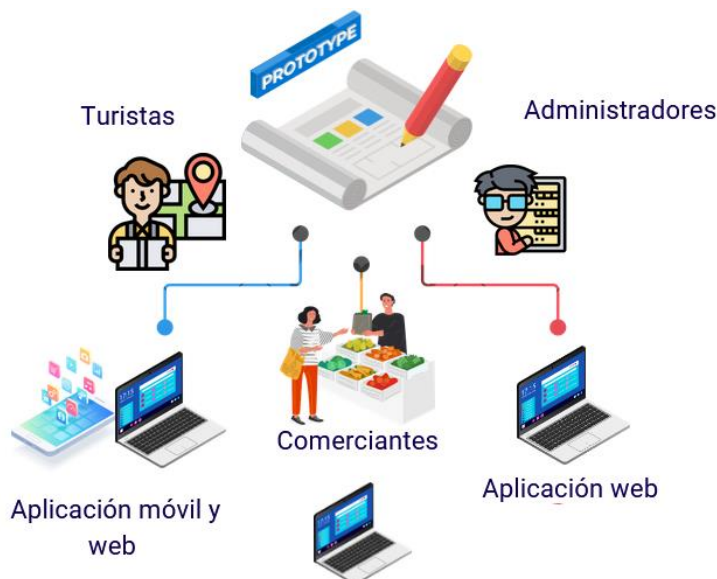 PROTOTYPE
Turistas
Administradores
Comerciantes
Aplicación móvil y
web
Aplicación web